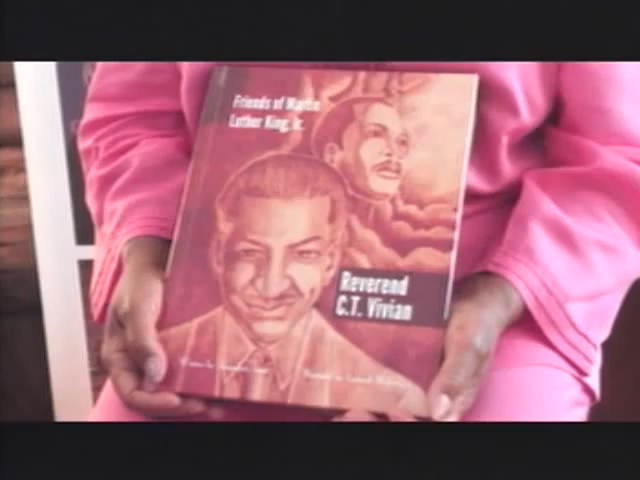 Friends of Martin
Luther King, Jr.
Reverend
C.T. Vivian